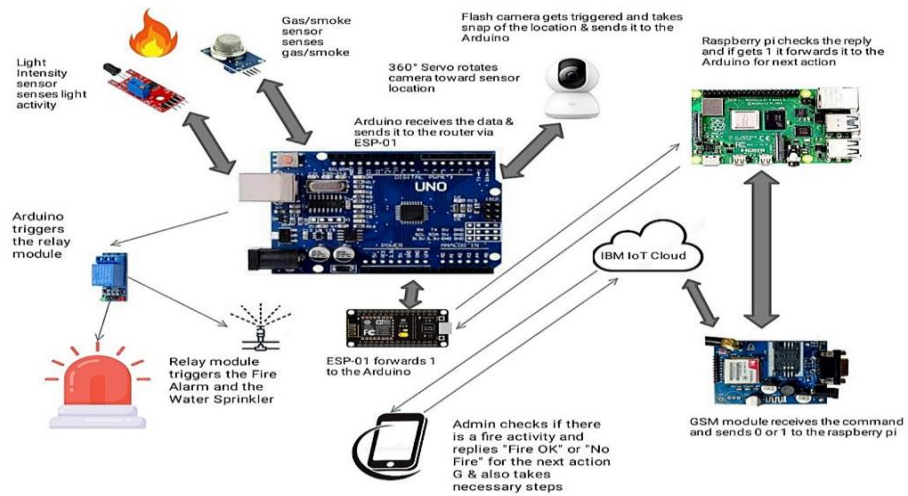 Flash camera gets triggered and takes
snap of the location & sends it to the
Arduino
Gas/smoke
sensor
senses
gas/smoke
Light
Intensity
sensor
senses light
activity
360° Servo rotates
camera toward sensor
location
Raspberry pi checks the reply
and if gets 1 it forwards it to the
Arduino for next action
Arduino receives the data &
sends it to the router via
ESP-01
DIGITAL
UNO
POWER
ANALOG IN
Arduino
triggers
the relay
module
IBM IoT Cloud
ESP-01 forwards 1
to the Arduino
Relay module
triggers the Fire
Alarm and the
Water Sprinkler
GSM module receives the command
and sends 0 or 1 to the raspberry pi
Admin checks if there
is a fire activity and
replies "Fire OK" or "No
Fire" for the next action
G & also takes
necessary steps